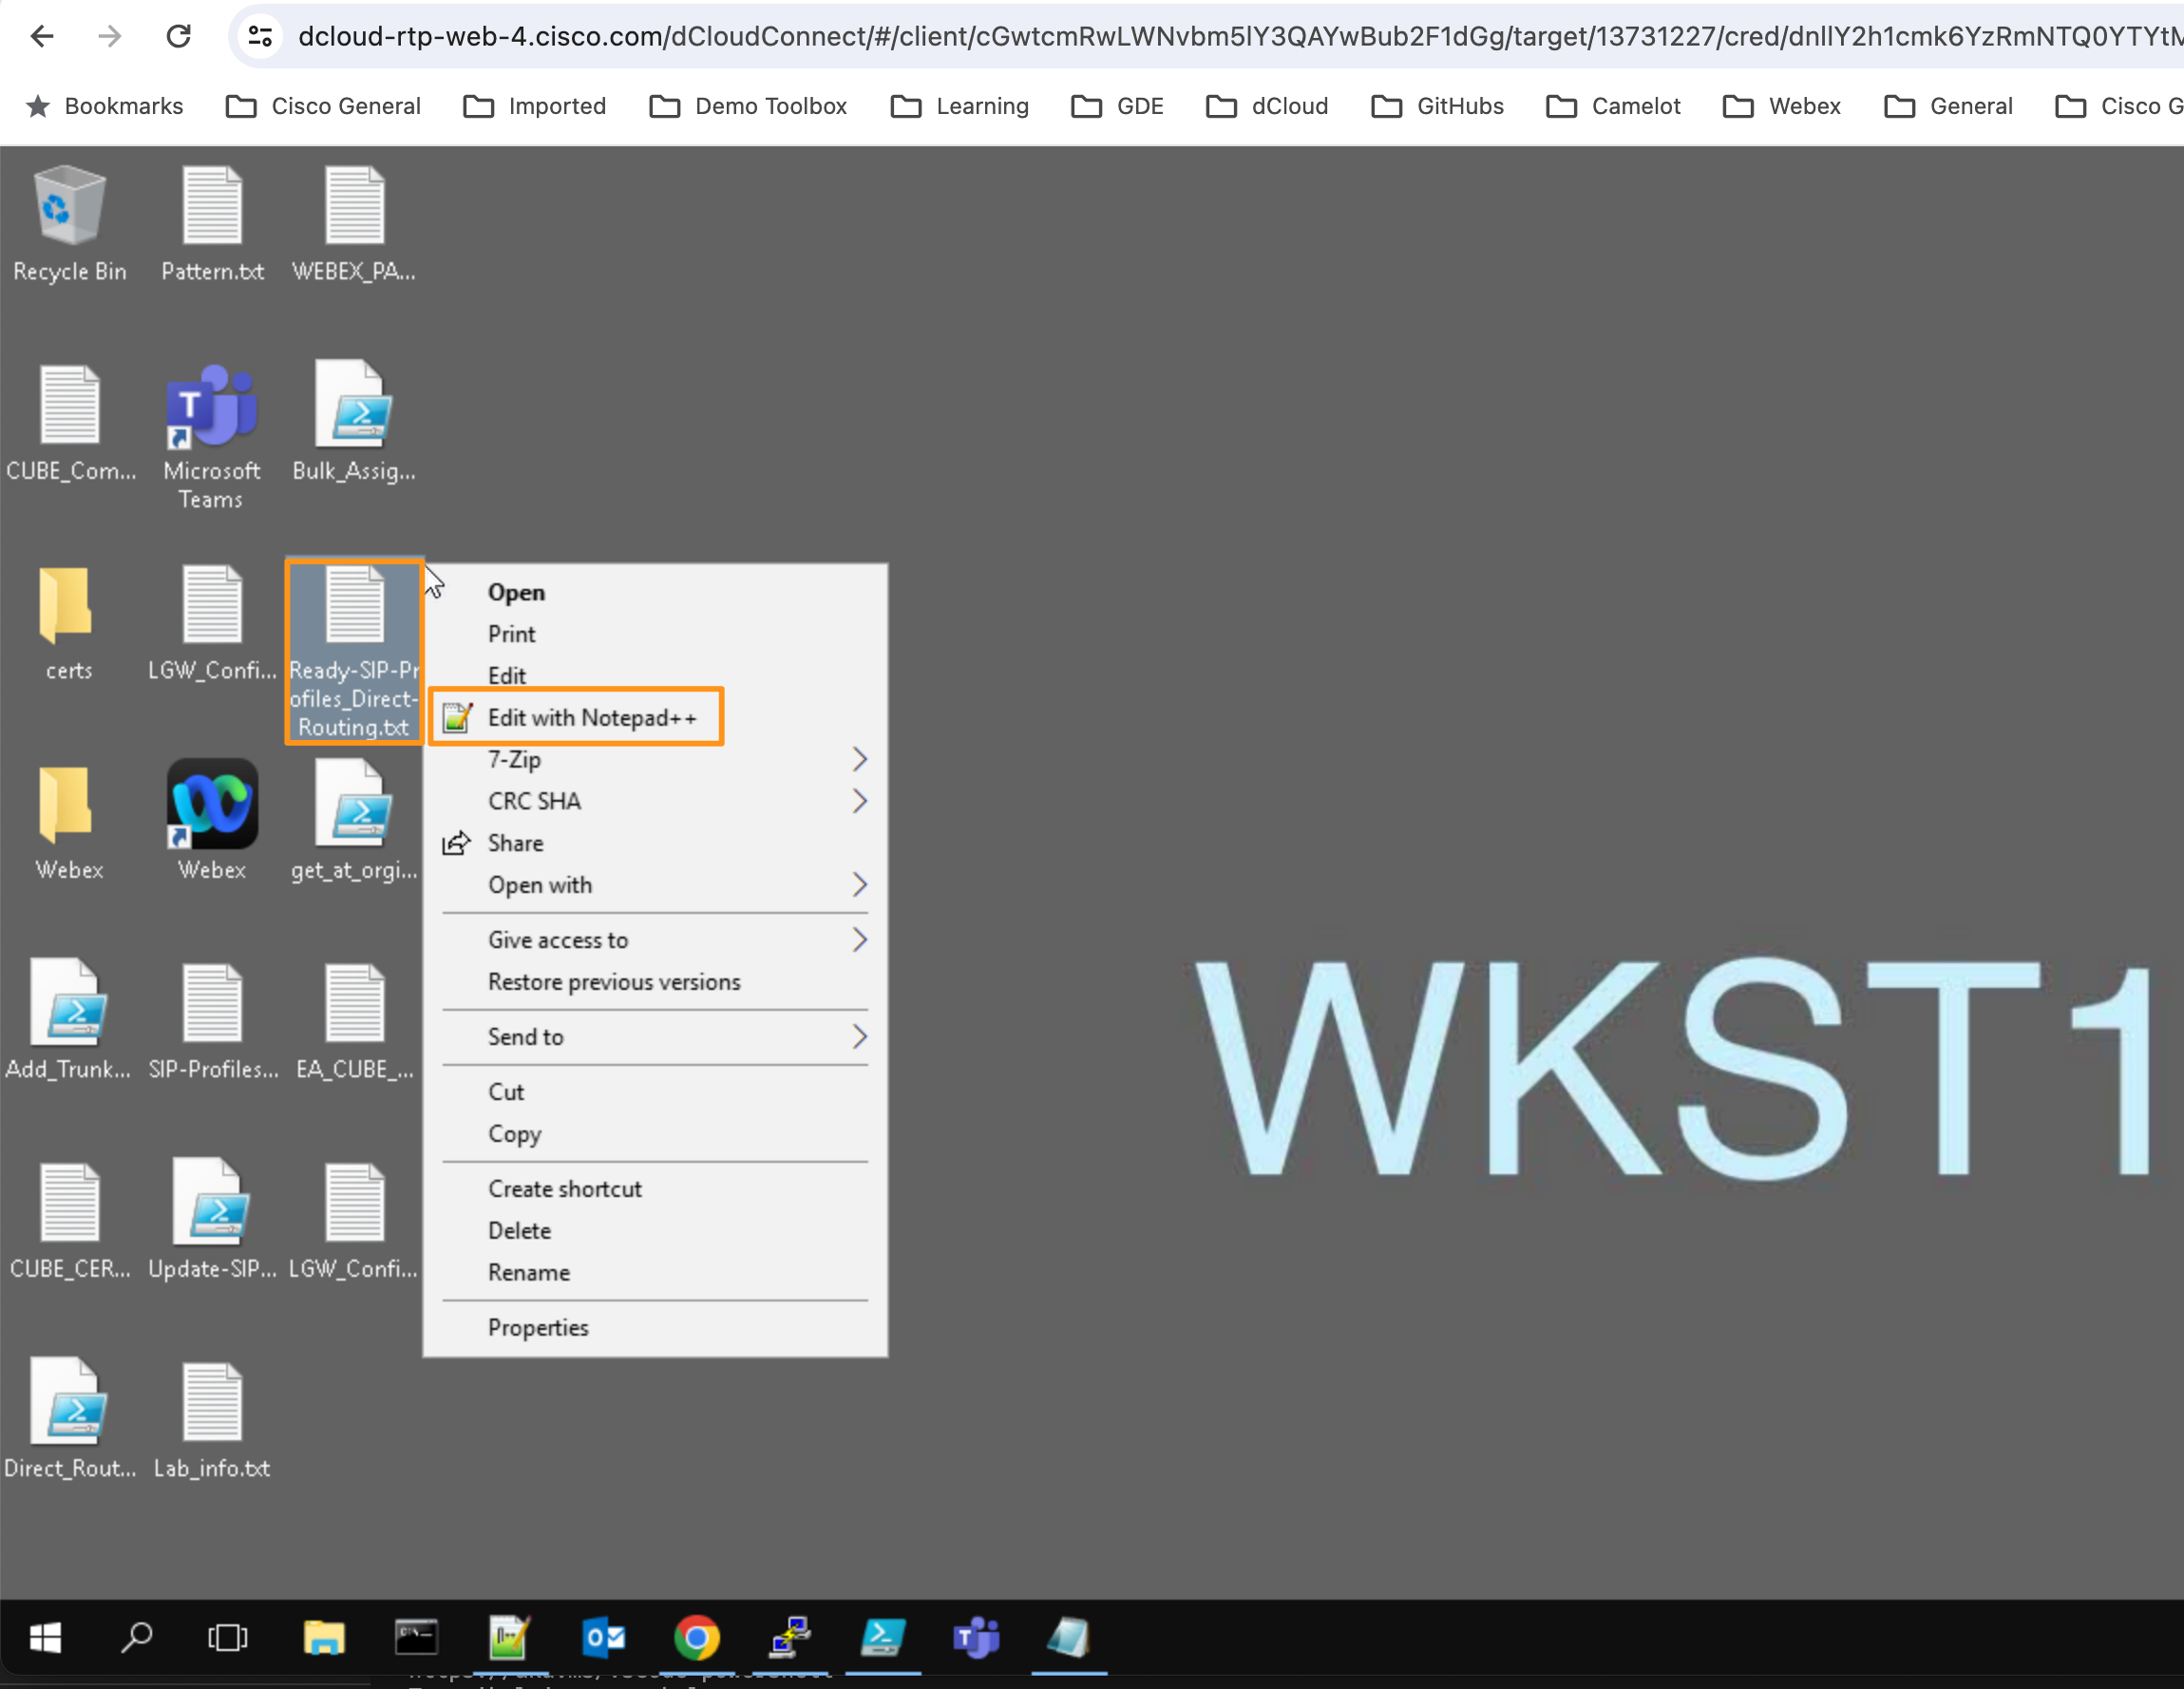 dcloud-rtp-web-4.cisco.com/dCloudConnect/#/client/cGwtcmRwLWNvbm5lY3QAYwBub2F1dGg/target/13731227/cred/dnllY2h1cmk6YzRmNTQ0YTYtM
Bookmarks Cisco General Imported Demo Toolbox Learning GDE dCloud GitHubs Camelot Webex General Cisco G
Recycle Bin Pattern.txt WEBEX_PA...
CUBE_Com... Microsoft Teams Bulk_Assig...
certs LGW_Confi... Ready-SIP-Pr
ofiles_Direct-
Routing.txt
Open
Print
Edit
Edit with Notepad++
7-Zip
CRC SHA
Share
Open with
Give access to
Restore previous versions
Send to
Cut
Copy
Create shortcut
Delete
Rename
Properties
Webex Webex get_at_orgi...
Add_Trunk... SIP-Profiles... EA_CUBE_...
CUBE_CER... Update-SIP... LGW_Confi...
Direct_Rout... Lab_info.txt
WKST1